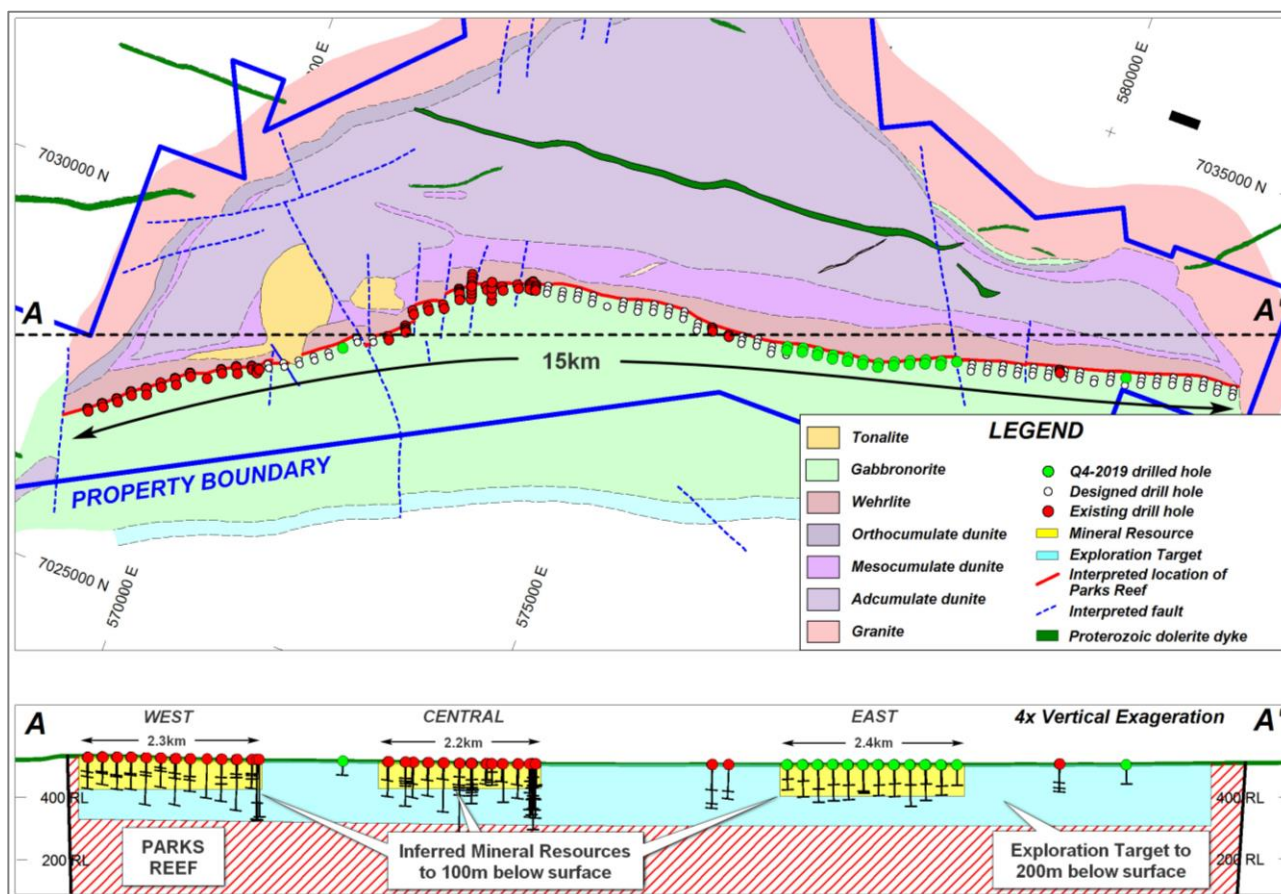 580000 E
00 E
7030000 N
7035000 N
A
A'
15km
PROPERTY BOUNDARY
7025000 N
570000 E
575000 E
LEGEND
Tonalite
Gabbronorite
Wehrlite
Orthocumulate dunite
Mesocumulate dunite
Adcumulate dunite
Granite
Q4-2019 drilled hole
Designed drill hole
Existing drill hole
Mineral Resource
Exploration Target
Interpreted location of
Parks Reef
Interpreted fault
Proterozoic dolerite dyke
A
WEST
CENTRAL
EAST
4x Vertical Exageration
A'
2.3km
2.2km
2.4km
400 RL
400 RL
200 RL
200 RL
PARKS
REEF
Inferred Mineral Resources
to 100m below surface
Exploration Target to
200m below surface